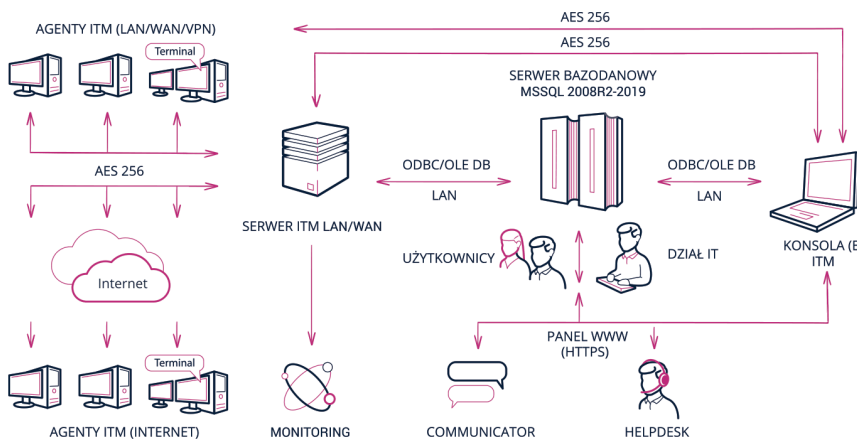 AES 256
AGENTY ITM (LAN/WAN/VPN)
Terminal
AES 256
SERWER BAZODANOWY
MSSQL 2008R2-2019
AES 256
ODBC/OLE DB
LAN
ODBC/OLE DB
LAN
SERWER ITM LAN/WAN
UŻYTKOWNICY
DZIAŁ IT
KONSOLA (E
ITM
Internet
PANEL WWW
(HTTPS)
Terminal
AGENTY ITM (INTERNET)
MONITORING
COMMUNICATOR
HELPDESK